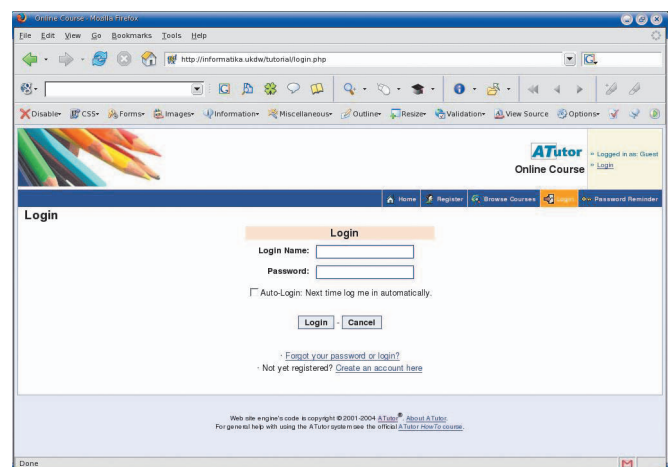 Online Course - Mozilla Firefox
File Edit View Go Bookmarks Tools Help
http://informatika.ukdw/tutorial/login.php
G
Disable CSS Forms Images Information Miscellaneous Outline Resize Validation View Source Options
ATutor
Online Course
Logged in as: Guest
Login
Home Register Browse Courses Login Password Reminder
Login
Login
Login Name:
Password:
Auto-Login: Next time log me in automatically.
Login - Cancel
· Forgot your password or login?
· Not yet registered? Create an account here
Web site engine's code is copyright © 2001-2004 ATutor®. About ATutor.
For general help with using the ATutor system see the official ATutor HowTo course.
Done